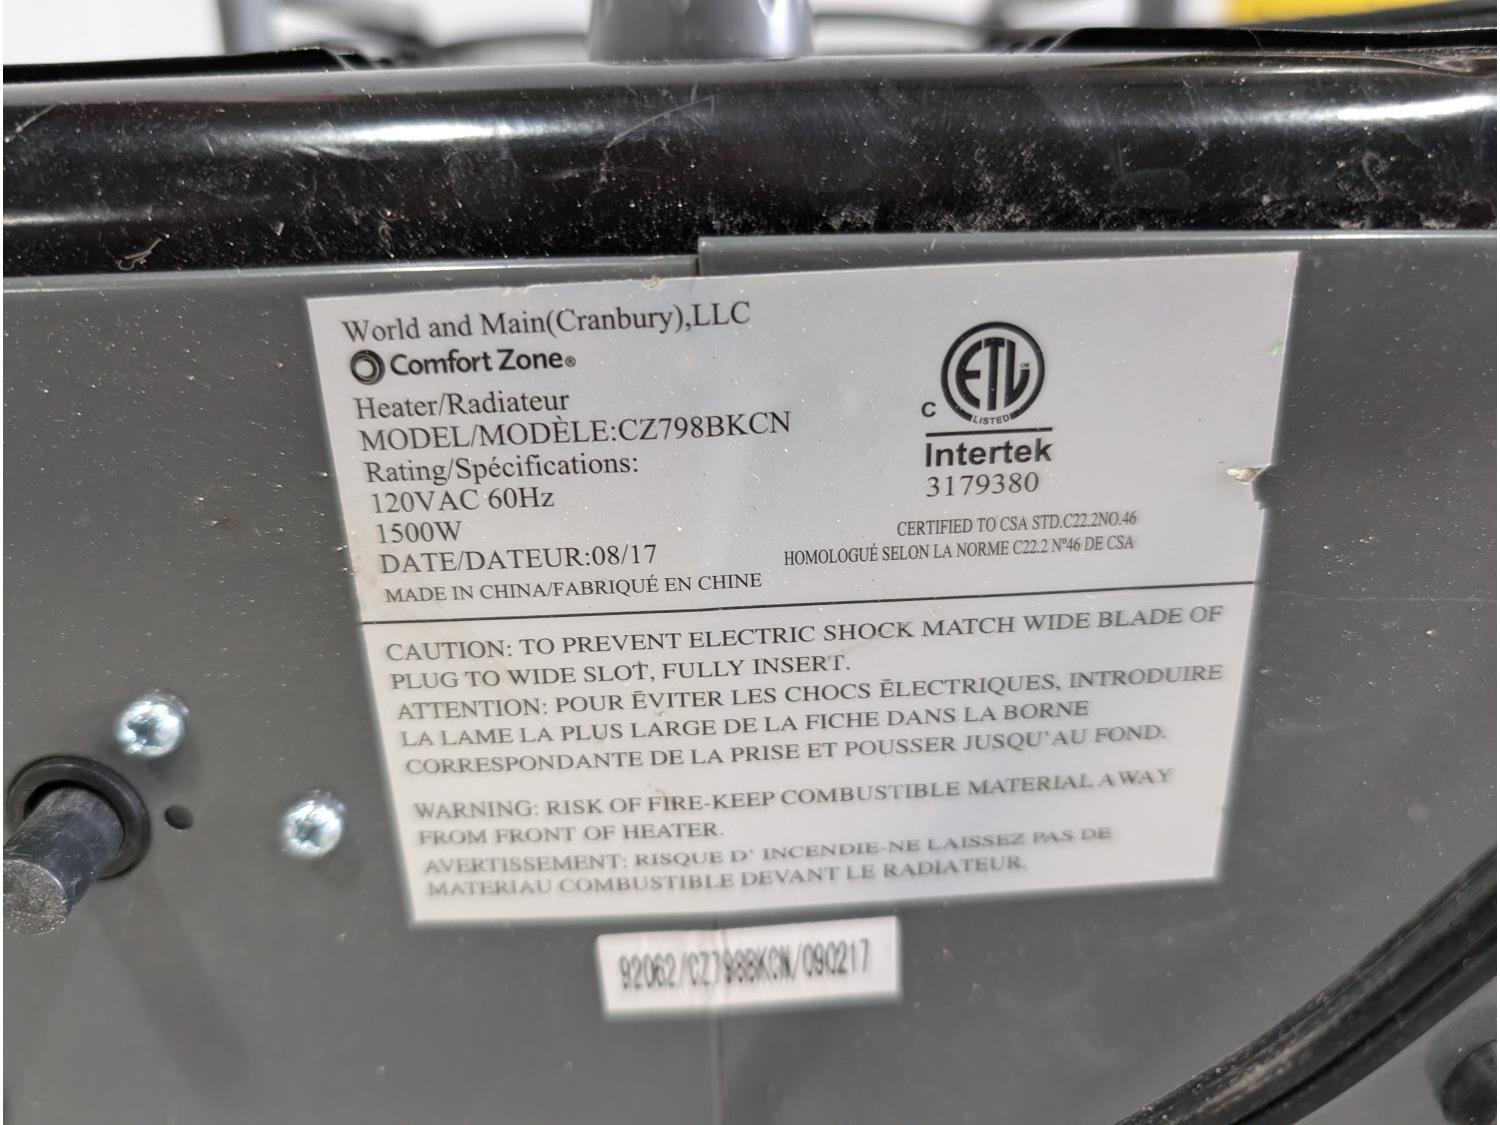 World and Main(Cranbury),LLC
Comfort Zone®
Heater/Radiateur
MODEL/MODÈLE:CZ798BKCN
Rating/Spécifications:
120VAC 60Hz
1500W
DATE/DATEUR:08/17
MADE IN CHINA/FABRIQUÉ EN CHINE
ETL CM
C LISTED
Intertek
3179380
CERTIFIED TO CSA STD.C22.2NO.46
HOMOLOGUÉ SELON LA NORME C22.2 Nº46 DE CSA
CAUTION: TO PREVENT ELECTRIC SHOCK MATCH WIDE BLADE OF
PLUG TO WIDE SLOT, FULLY INSERT.
ATTENTION: POUR ĒVITER LES CHOCS ĒLECTRIQUES, INTRODUIRE
LA LAME LA PLUS LARGE DE LA FICHE DANS LA BORNE
CORRESPONDANTE DE LA PRISE ET POUSSER JUSQU'AU FOND.
WARNING: RISK OF FIRE-KEEP COMBUSTIBLE MATERIAL AWAY
FROM FRONT OF HEATER.
AVERTISSEMENT: RISQUE D' INCENDIE-NE LAISSEZ PAS DE
MATERIAU COMBUSTIBLE DEVANT LE RADIATEUR.
92062/CZ798BKCN/090217